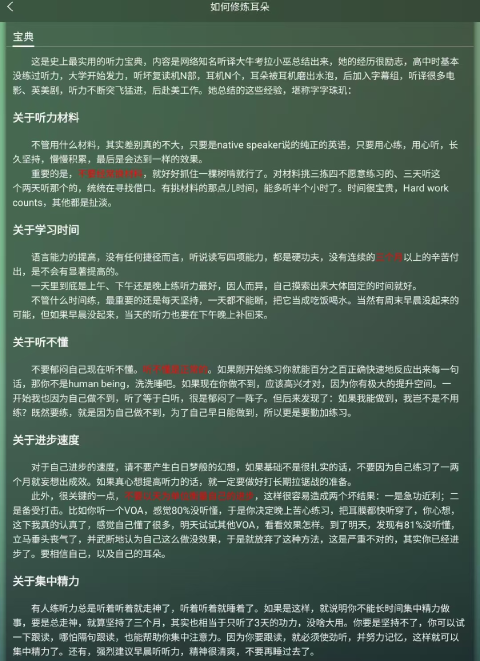 如何修炼耳朵
宝典
这是史上最实用的听力宝典，内容是网络知名听译大牛考拉小巫总结出来，她的经历很励志，高中时基本
没练过听力，大学开始发力，听坏复读机N部，耳机N个，耳朵被耳机磨出水泡，后加入字幕组，听译很多电
影、英美剧，听力不断突飞猛进，后赴美工作。她总结的这些经验，堪称字字珠玑：
关于听力材料
不管用什么材料，其实差别真的不大，只要是native speaker说的纯正的英语，只要用心练，用心听，长
久坚持，慢慢积累，最后是会达到一样的效果。
重要的是，，就好好抓住一棵树啃就行了。对材料挑三拣四不愿意练习的、三天听这
个两天听那个的，统统在寻找借口。有挑材料的那点儿时间，能多听半个小时了。时间很宝贵，Hard work
counts，其他都是扯淡。
关于学习时间
语言能力的提高，没有任何捷径而言，听说读写四项能力，都是硬功夫，没有连续的以上的辛苦付
出，是不会有显著提高的。
一天里到底是上午、下午还是晚上练听力最好，因人而异，自己摸索出来大体固定的时间就好。
不管什么时间练，最重要的还是每天坚持，一天都不能断，把它当成吃饭喝水。当然有周末早晨没起来的
可能，但如果早晨没起来，当天的听力也要在下午晚上补回来。
关于听不懂
不要郁闷自己现在听不懂。。如果刚开始练习你就能百分之百正确快速地反应出来每一句
话，那你不是human being，洗洗睡吧。如果现在你做不到，应该高兴才对，因为你有极大的提升空间。一
开始我也因为自己做不到，听了等于白听，很是郁闷了一阵子。但后来发现了：如果我能做到，我岂不是不用
练？既然要练，就是因为自己做不到，为了自己早日能做到，所以更是要勤加练习。
关于进步速度
对于自己进步的速度，请不要产生白日梦般的幻想，如果基础不是很扎实的话，不要因为自己练习了一两
个月就妄想出成效。如果真心想提高听力的话，就一定要做好打长期拉锯战的准备。
此外，很关键的一点，，这样很容易造成两个坏结果：一是急功近利；二
是备受打击。比如你听一个VOA，感觉80%没听懂，于是你决定晚上苦心练习，把耳膜都快听穿了，你心想，
这下我真的认真了，感觉自己懂了很多，明天试试其他VOA，看看效果怎样。到了明天，发现有81%没听懂，
立马垂头丧气了，并武断地认为自己这么做没效果，于是就放弃了这种方法，这是严重不对的，其实你已经进
步了。要相信自己，以及自己的耳朵。
关于集中精力
有人练听力总是听着听着就走神了，听着听着就睡着了。如果是这样，就说明你不能长时间集中精力做
事，要是总走神，就算坚持了三个月，其实也相当于只听了3天的功力，没啥大用。你要是坚持不了，你可以试
一下跟读，哪怕隔句跟读，也能帮助你集中注意力。因为你要跟读，就必须使劲听，并努力记忆，这样就可以
集中精力了。还有，强烈建议早晨听听力，精神很清爽，不要再睡过去了。